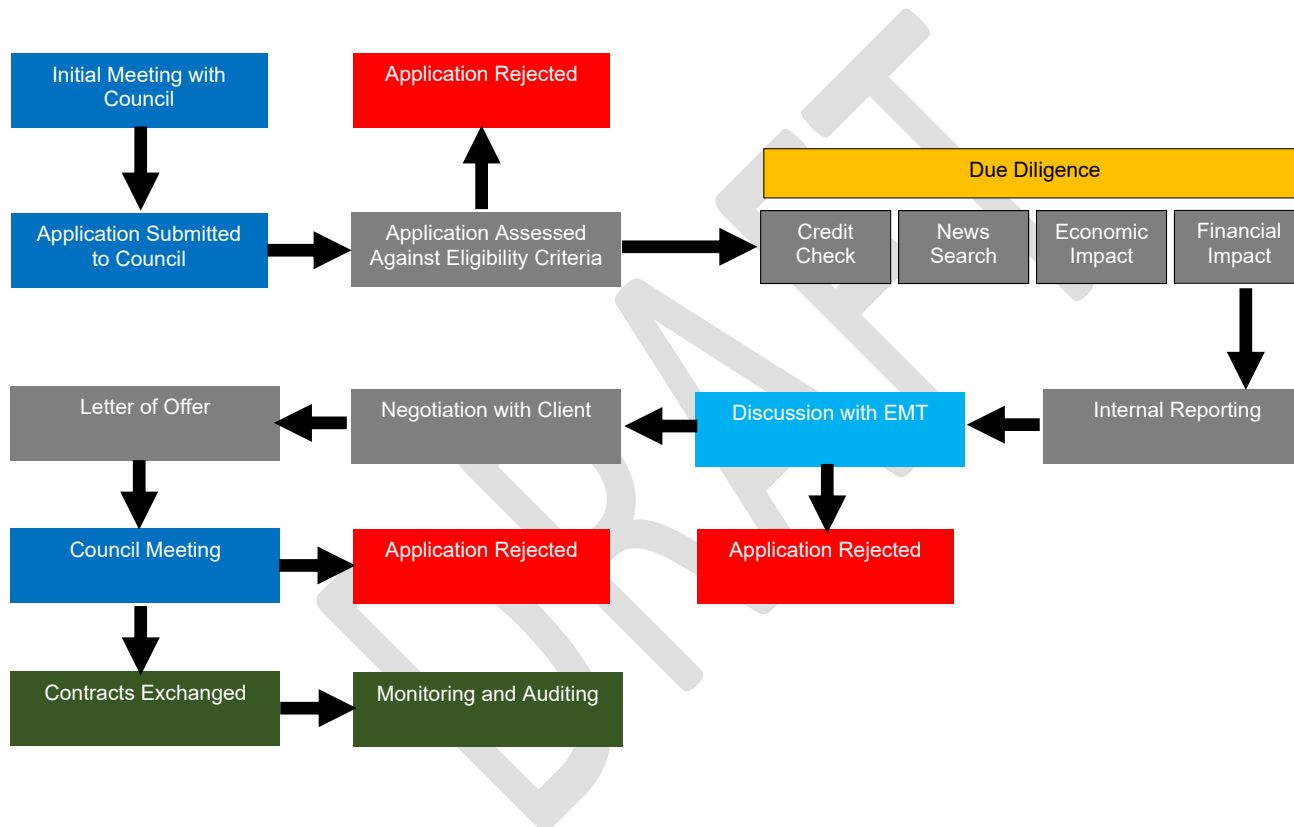 Initial Meeting with
Council
Application Rejected
Due Diligence
Application Submitted
to Council
Application Assessed
Against Eligibility Criteria
Credit
Check
News
Search
Economic
Impact
Financial
Impact
Letter of Offer
Negotiation with Client
Discussion with EMT
Internal Reporting
Council Meeting
Application Rejected
Application Rejected
Contracts Exchanged
Monitoring and Auditing
DRAFT